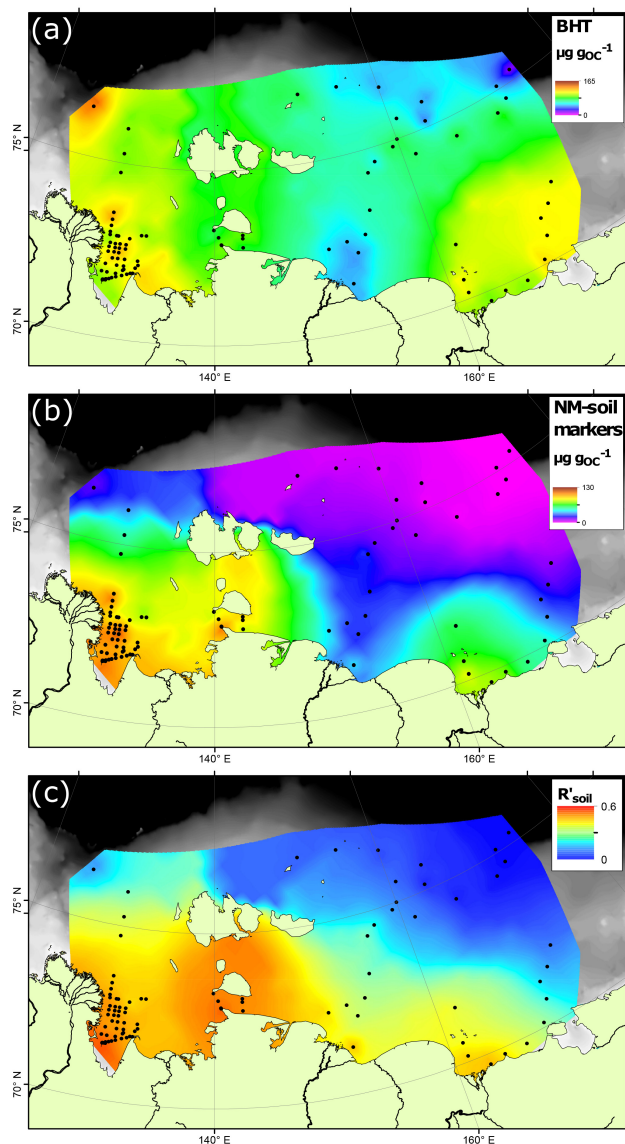 (a)
BHT
µg goc⁻¹
165
0
75° N
70° N
140° E
160° E
(b)
NM-soil
markers
µg goc⁻¹
130
0
75° N
70° N
140° E
160° E
(c)
R'soil
0.6
0
75° N
70° N
140° E
160° E